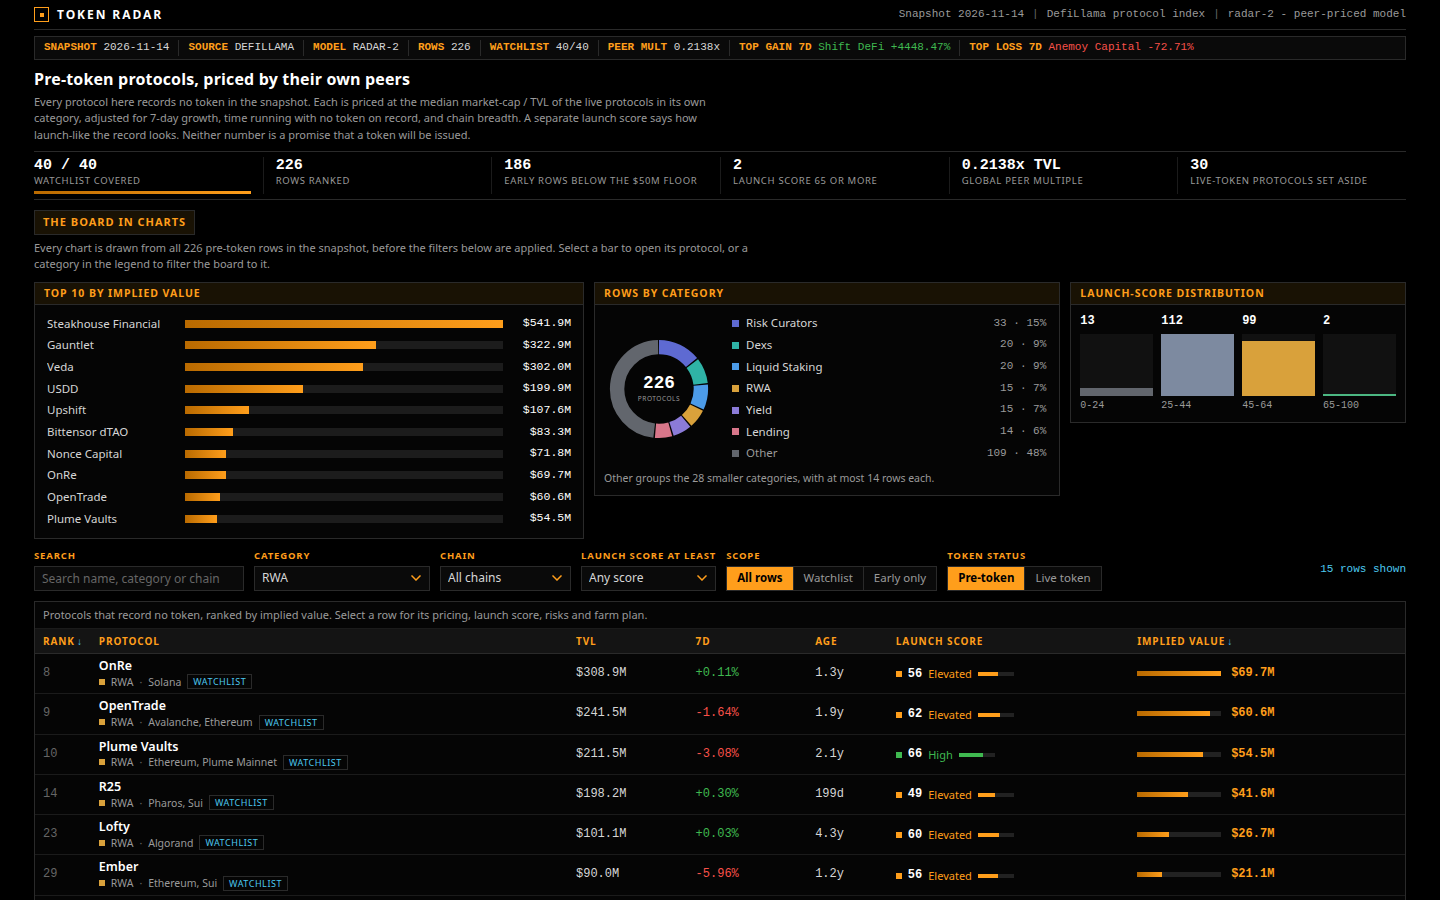 TOKEN RADAR
Snapshot 2026-11-14 | DefiLlama protocol index | radar-2 - peer-priced model
SNAPSHOT 2026-11-14 SOURCE DEFILLAMA MODEL RADAR-2 ROWS 226 WATCHLIST 40/40 PEER MULT 0.2138x TOP GAIN 7D Shift DeFi +4448.47% TOP LOSS 7D Anemoy Capital -72.71%
Pre-token protocols, priced by their own peers
Every protocol here records no token in the snapshot. Each is priced at the median market-cap / TVL of the live protocols in its own
category, adjusted for 7-day growth, time running with no token on record, and chain breadth. A separate launch score says how
launch-like the record looks. Neither number is a promise that a token will be issued.
40 / 40
WATCHLIST COVERED
226
ROWS RANKED
186
EARLY ROWS BELOW THE $50M FLOOR
2
LAUNCH SCORE 65 OR MORE
0.2138x TVL
GLOBAL PEER MULTIPLE
30
LIVE-TOKEN PROTOCOLS SET ASIDE
THE BOARD IN CHARTS
Every chart is drawn from all 226 pre-token rows in the snapshot, before the filters below are applied. Select a bar to open its protocol, or a
category in the legend to filter the board to it.
TOP 10 BY IMPLIED VALUE
Steakhouse Financial $541.9M
Gauntlet $322.9M
Veda $302.0M
USDD $199.9M
Upshift $107.6M
Bittensor dTAO $83.3M
Nonce Capital $71.8M
OnRe $69.7M
OpenTrade $60.6M
Plume Vaults $54.5M
ROWS BY CATEGORY
226
PROTOCOLS
Risk Curators 33 · 15%
Dexs 20 · 9%
Liquid Staking 20 · 9%
RWA 15 · 7%
Yield 15 · 7%
Lending 14 · 6%
Other 109 · 48%
Other groups the 28 smaller categories, with at most 14 rows each.
LAUNCH-SCORE DISTRIBUTION
13 112 99 2
0-24 25-44 45-64 65-100
SEARCH CATEGORY CHAIN LAUNCH SCORE AT LEAST SCOPE TOKEN STATUS
Search name, category or chain RWA All chains Any score All rows Watchlist Early only Pre-token Live token
15 rows shown
Protocols that record no token, ranked by implied value. Select a row for its pricing, launch score, risks and farm plan.
RANK↓ PROTOCOL TVL 7D AGE LAUNCH SCORE IMPLIED VALUE↓
8 OnRe $308.9M +0.11% 1.3y 56 Elevated $69.7M
RWA · Solana WATCHLIST
9 OpenTrade $241.5M -1.64% 1.9y 62 Elevated $60.6M
RWA · Avalanche, Ethereum WATCHLIST
10 Plume Vaults $211.5M -3.08% 2.1y 66 High $54.5M
RWA · Ethereum, Plume Mainnet WATCHLIST
14 R25 $198.2M +0.30% 199d 49 Elevated $41.6M
RWA · Pharos, Sui WATCHLIST
23 Lofty $101.1M +0.03% 4.3y 60 Elevated $26.7M
RWA · Algorand WATCHLIST
29 Ember $90.0M -5.96% 1.2y 56 Elevated $21.1M
RWA · Ethereum, Sui WATCHLIST